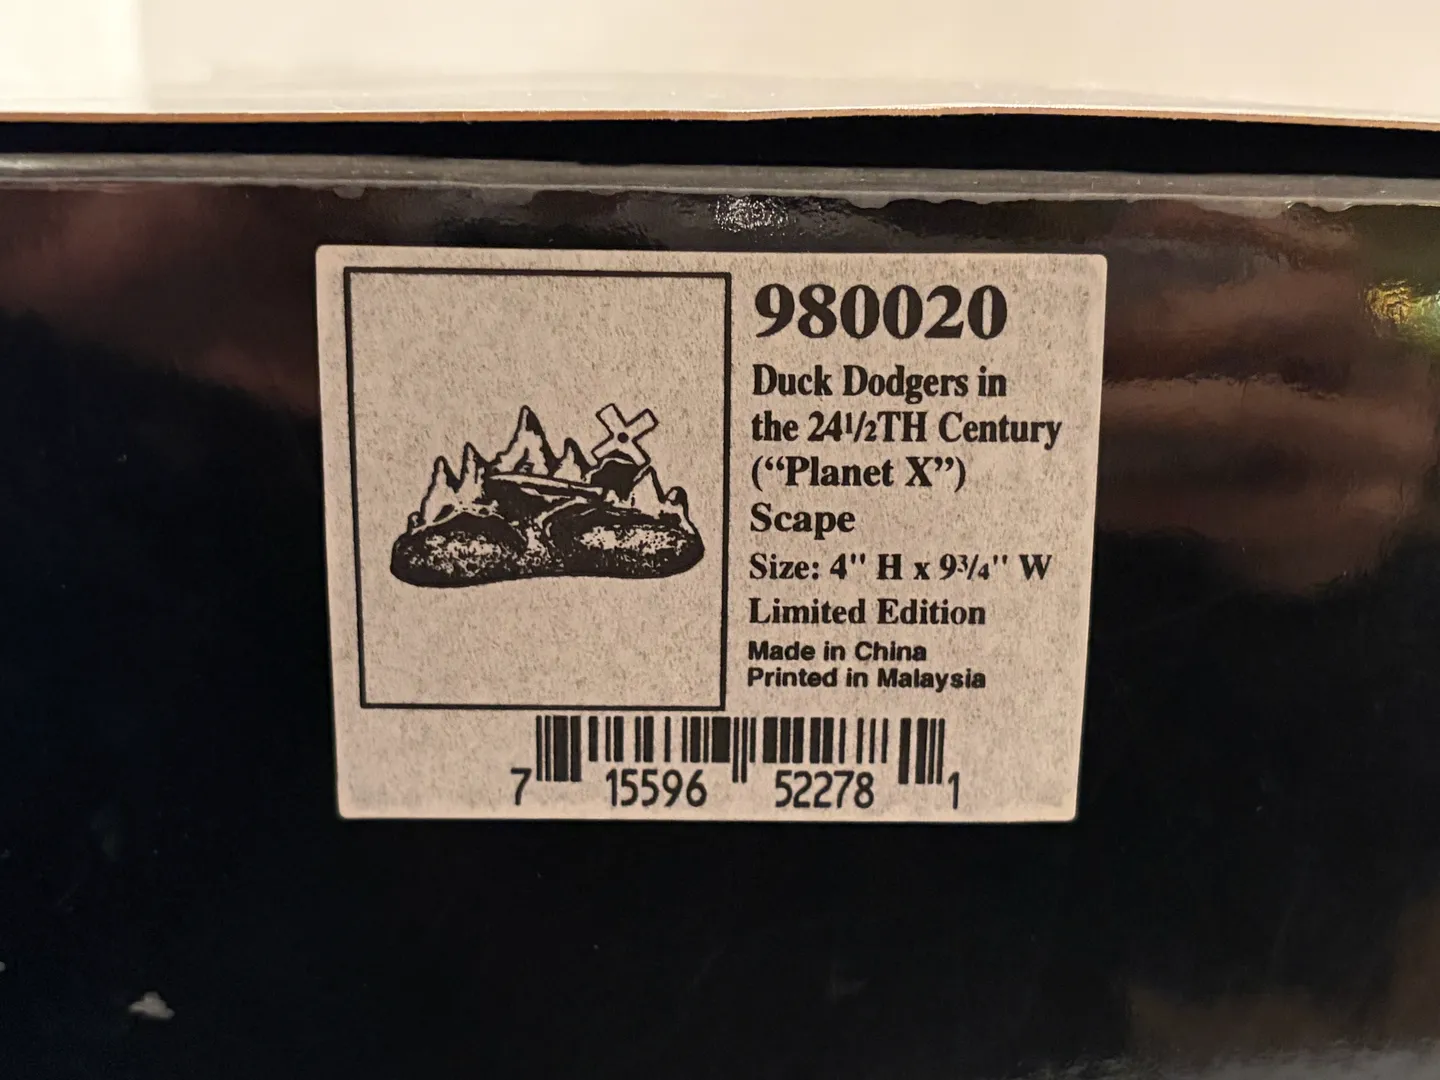 980020
Duck Dodgers in
the 24½TH Century
(“Planet X”)
Scape
Size: 4" H x 9¾" W
Limited Edition
Made in China
Printed in Malaysia
7 15596 52278 1